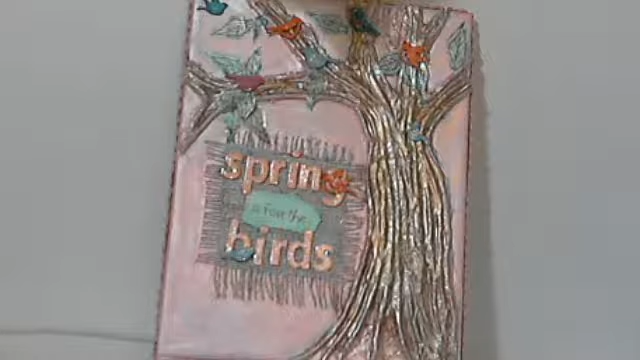 spring
is for the
birds